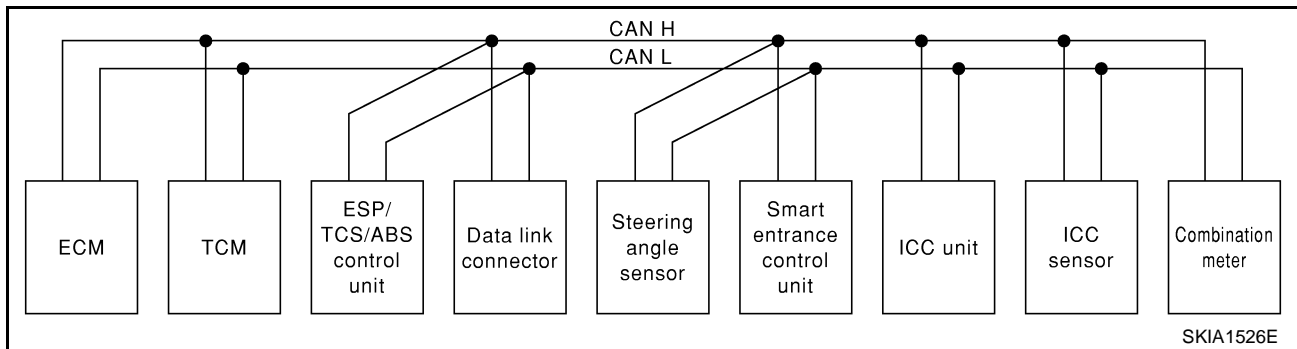 CAN H
CAN L
ECM
TCM
ESP/
TCS/ABS
control
unit
Data link
connector
Steering
angle
sensor
Smart
entrance
control
unit
ICC unit
ICC
sensor
Combination
meter
SKIA1526E